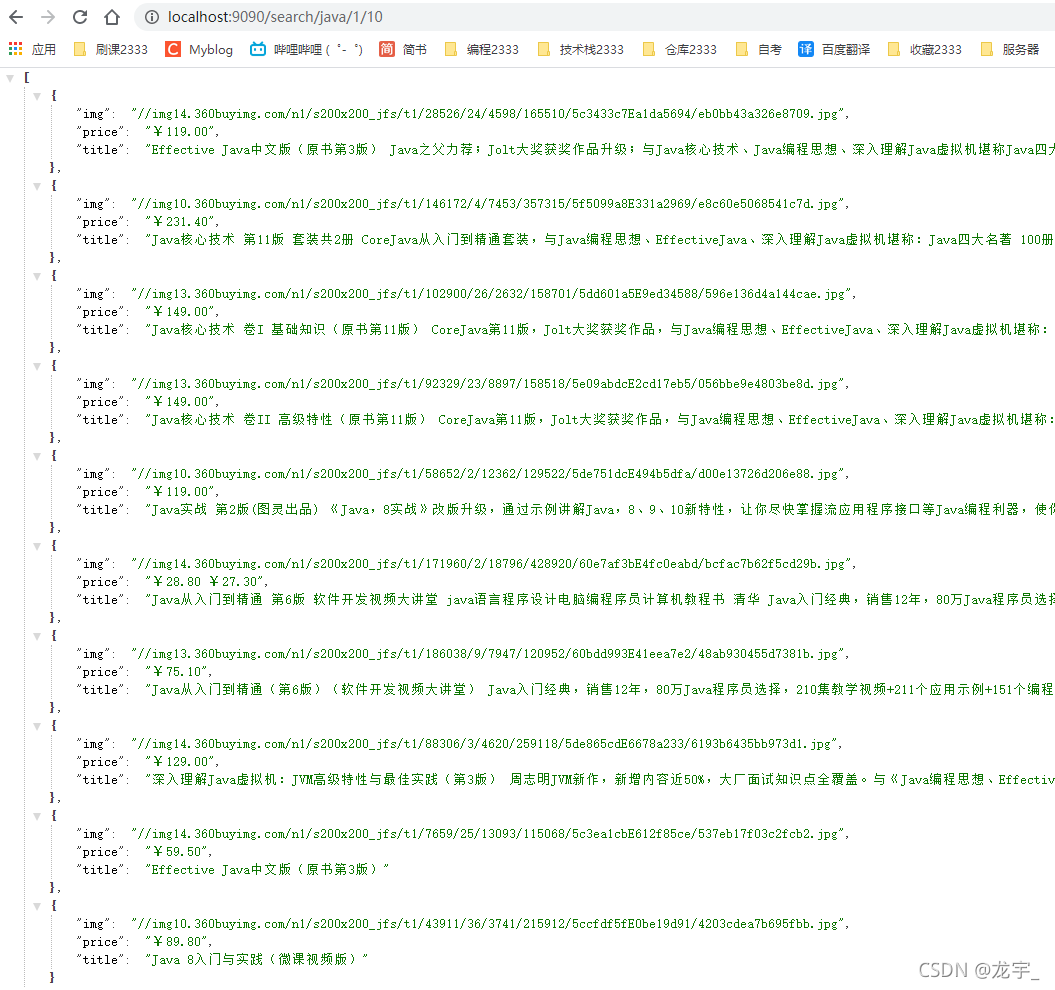 localhost:9090/search/java/1/10
应用 刷课2333 Myblog 哔哩哔哩 ( ゜- ゜) 简书 编程2333 技术栈2333 仓库2333 自考 百度翻译 收藏2333 服务器
[
{
"img": "//img14.360buyimg.com/n1/s200x200_jfs/t1/28526/24/4598/165510/5c3433c7Ea1da5694/eb0bb43a326e8709.jpg",
"price": "￥119.00",
"title": "Effective Java中文版（原书第3版） Java之父力荐；Jolt大奖获奖作品升级；与Java核心技术、Java编程思想、深入理解Java虚拟机堪称Java四大
},
{
"img": "//img10.360buyimg.com/n1/s200x200_jfs/t1/146172/4/7453/357315/5f5099a8E331a2969/e8c60e5068541c7d.jpg",
"price": "￥231.40",
"title": "Java核心技术 第11版 套装共2册 CoreJava从入门到精通套装，与Java编程思想、EffectiveJava、深入理解Java虚拟机堪称：Java四大名著 100册
},
{
"img": "//img13.360buyimg.com/n1/s200x200_jfs/t1/102900/26/2632/158701/5dd601a5E9ed34588/596e136d4a144cae.jpg",
"price": "￥149.00",
"title": "Java核心技术 卷I 基础知识（原书第11版） CoreJava第11版，Jolt大奖获奖作品，与Java编程思想、EffectiveJava、深入理解Java虚拟机堪称：
},
{
"img": "//img13.360buyimg.com/n1/s200x200_jfs/t1/92329/23/8897/158518/5e09abdcE2cd17eb5/056bbe9e4803be8d.jpg",
"price": "￥149.00",
"title": "Java核心技术 卷II 高级特性（原书第11版） CoreJava第11版，Jolt大奖获奖作品，与Java编程思想、EffectiveJava、深入理解Java虚拟机堪称：
},
{
"img": "//img10.360buyimg.com/n1/s200x200_jfs/t1/58652/2/12362/129522/5de751dcE494b5dfa/d00e13726d206e88.jpg",
"price": "￥119.00",
"title": "Java实战 第2版(图灵出品) 《Java，8实战》改版升级，通过示例讲解Java，8、9、10新特性，让你尽快掌握流应用程序接口等Java编程利器，使你
},
{
"img": "//img14.360buyimg.com/n1/s200x200_jfs/t1/171960/2/18796/428920/60e7af3bE4fc0eabd/bcfac7b62f5cd29b.jpg",
"price": "￥28.80 ￥27.30",
"title": "Java从入门到精通 第6版 软件开发视频大讲堂 java语言程序设计电脑编程序员计算机教程书 清华 Java入门经典，销售12年，80万Java程序员选择
},
{
"img": "//img13.360buyimg.com/n1/s200x200_jfs/t1/186038/9/7947/120952/60bdd993E41eea7e2/48ab930455d7381b.jpg",
"price": "￥75.10",
"title": "Java从入门到精通（第6版）（软件开发视频大讲堂） Java入门经典，销售12年，80万Java程序员选择，210集教学视频+211个应用示例+151个编程
},
{
"img": "//img14.360buyimg.com/n1/s200x200_jfs/t1/88306/3/4620/259118/5de865cdE6678a233/6193b6435bb973d1.jpg",
"price": "￥129.00",
"title": "深入理解Java虚拟机：JVM高级特性与最佳实践（第3版） 周志明JVM新作，新增内容近50%，大厂面试知识点全覆盖。与《Java编程思想、Effectiv
},
{
"img": "//img14.360buyimg.com/n1/s200x200_jfs/t1/7659/25/13093/115068/5c3ea1cbE612f85ce/537eb17f03c2fcb2.jpg",
"price": "￥59.50",
"title": "Effective Java中文版（原书第3版）"
},
{
"img": "//img10.360buyimg.com/n1/s200x200_jfs/t1/43911/36/3741/215912/5ccfdf5fE0be19d91/4203cdea7b695fbb.jpg",
"price": "￥89.80",
"title": "Java 8入门与实践（微课视频版）"
}
CSDN @龙宇_